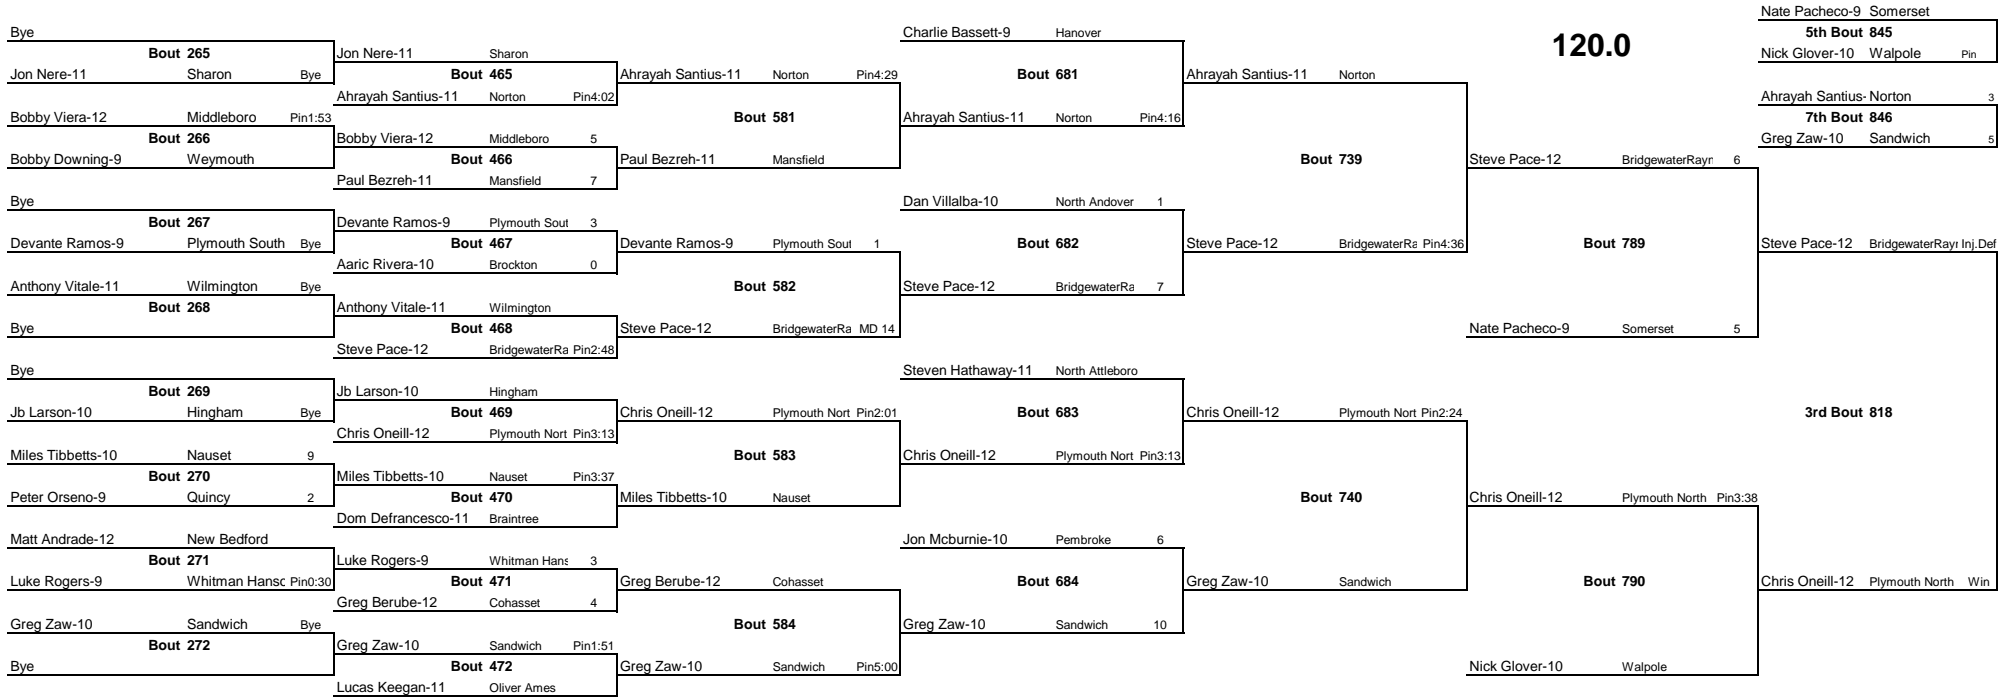 Nate Pacheco-9 Somerset
Bye Charlie Bassett-9 Hanover 120.0 5th Bout 845
Bout 265 Jon Nere-11 Sharon Nick Glover-10 Walpole Pin
Jon Nere-11 Sharon Bye Bout 465 Ahrayah Santius-11 Norton Pin4:29 Bout 681 Ahrayah Santius-11 Norton
Ahrayah Santius-11 Norton Pin4:02 Ahrayah Santius- Norton 3
Bobby Viera-12 Middleboro Pin1:53 Bout 581 Ahrayah Santius-11 Norton Pin4:16 7th Bout 846
Bout 266 Bobby Viera-12 Middleboro 5 Greg Zaw-10 Sandwich 5
Bobby Downing-9 Weymouth Bout 466 Paul Bezreh-11 Mansfield Bout 739 Steve Pace-12 BridgewaterRayn 6
Paul Bezreh-11 Mansfield 7
Bye Dan Villalba-10 North Andover 1
Bout 267 Devante Ramos-9 Plymouth Sout 3
Devante Ramos-9 Plymouth South Bye Bout 467 Devante Ramos-9 Plymouth Sout 1 Bout 682 Steve Pace-12 BridgewaterRa Pin4:36 Bout 789 Steve Pace-12 BridgewaterRayr Inj.Def
Aaric Rivera-10 Brockton 0
Anthony Vitale-11 Wilmington Bye Bout 582 Steve Pace-12 BridgewaterRa 7
Bout 268 Anthony Vitale-11 Wilmington
Bye Bout 468 Steve Pace-12 BridgewaterRa MD 14 Nate Pacheco-9 Somerset 5
Steve Pace-12 BridgewaterRa Pin2:48
Bye Steven Hathaway-11 North Attleboro
Bout 269 Jb Larson-10 Hingham
Jb Larson-10 Hingham Bye Bout 469 Chris Oneill-12 Plymouth Nort Pin2:01 Bout 683 Chris Oneill-12 Plymouth Nort Pin2:24 3rd Bout 818
Chris Oneill-12 Plymouth Nort Pin3:13
Miles Tibbetts-10 Nauset 9 Bout 583 Chris Oneill-12 Plymouth Nort Pin3:13
Bout 270 Miles Tibbetts-10 Nauset Pin3:37
Peter Orseno-9 Quincy 2 Bout 470 Miles Tibbetts-10 Nauset Bout 740 Chris Oneill-12 Plymouth North Pin3:38
Dom Defrancesco-11 Braintree
Matt Andrade-12 New Bedford Jon Mcburnie-10 Pembroke 6
Bout 271 Luke Rogers-9 Whitman Hans 3
Luke Rogers-9 Whitman Hansc Pin0:30 Bout 471 Greg Berube-12 Cohasset Bout 684 Greg Zaw-10 Sandwich Bout 790 Chris Oneill-12 Plymouth North Win
Greg Berube-12 Cohasset 4
Greg Zaw-10 Sandwich Bye Bout 584 Greg Zaw-10 Sandwich 10
Bout 272 Greg Zaw-10 Sandwich Pin1:51
Bye Bout 472 Greg Zaw-10 Sandwich Pin5:00 Nick Glover-10 Walpole
Lucas Keegan-11 Oliver Ames